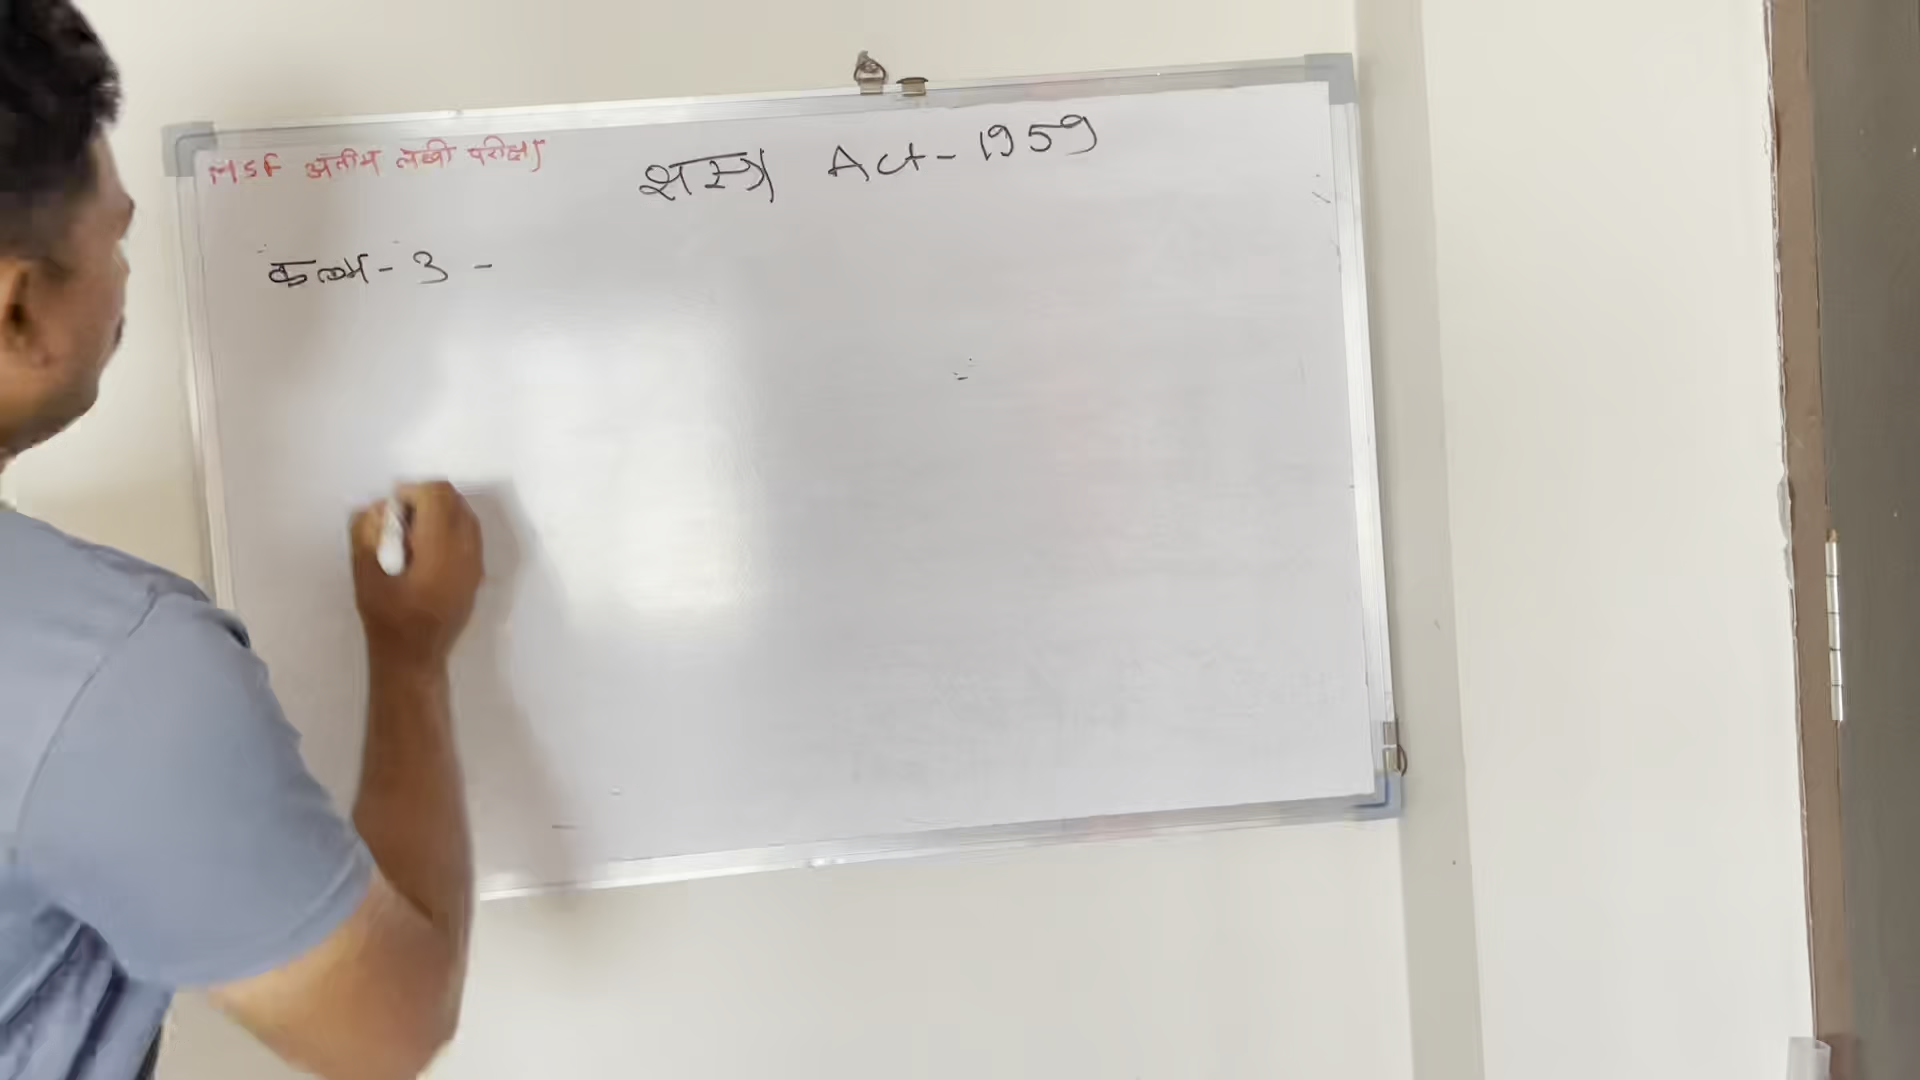 MSF अंतीम लेखी परीक्षा
शस्त्र Act - 1959
कलम - 3 -